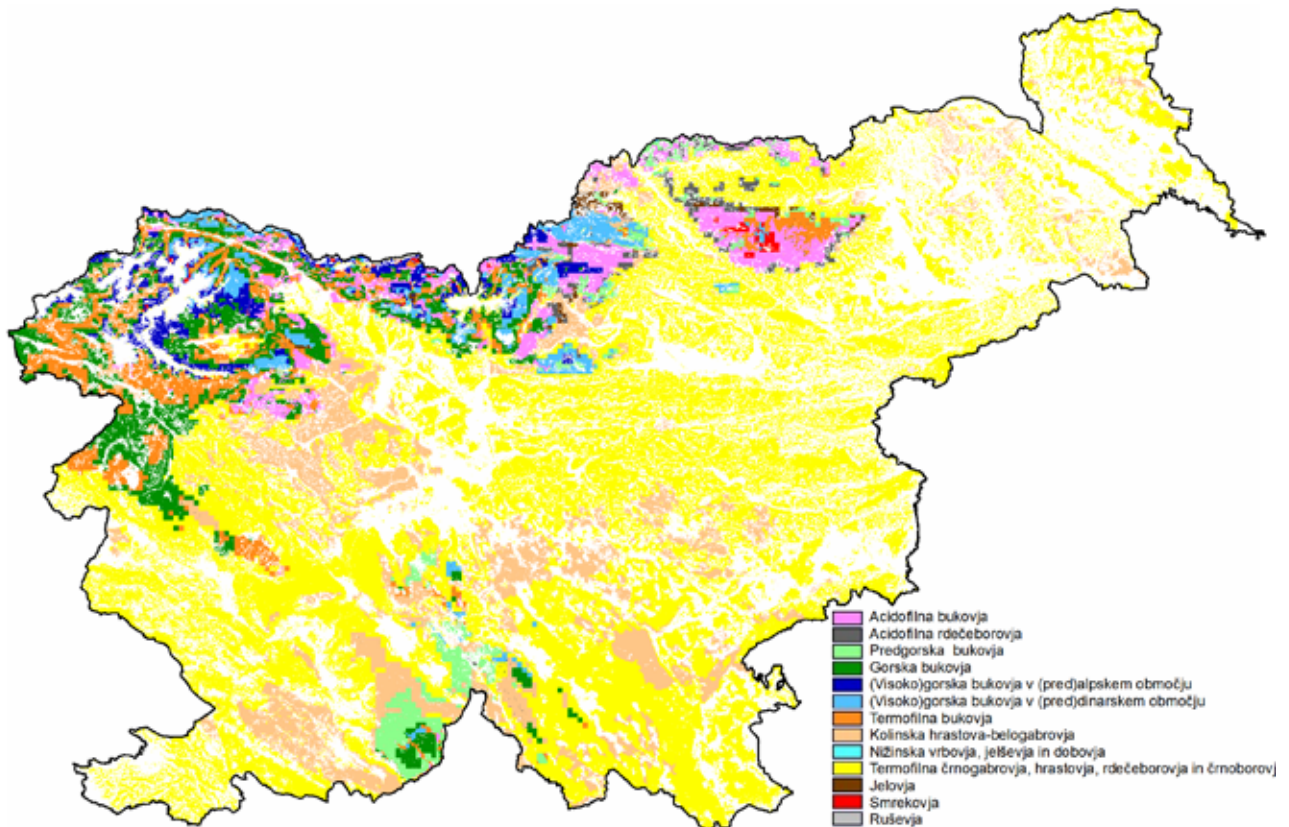 Acidofilna bukovja
Acidofilna rdečeborovja
Predgorska bukovja
Gorska bukovja
(Visoko)gorska bukovja v (pred)alpskem območju
(Visoko)gorska bukovja v (pred)dinarskem območju
Termofilna bukovja
Kolinska hrastova-belogabrovja
Nižinska vrbovja, jelševja in dobovja
Termofilna črnogabrovja, hrastovja, rdečeborovja in črnoborovj
Jelovja
Smrekovja
Ruševja